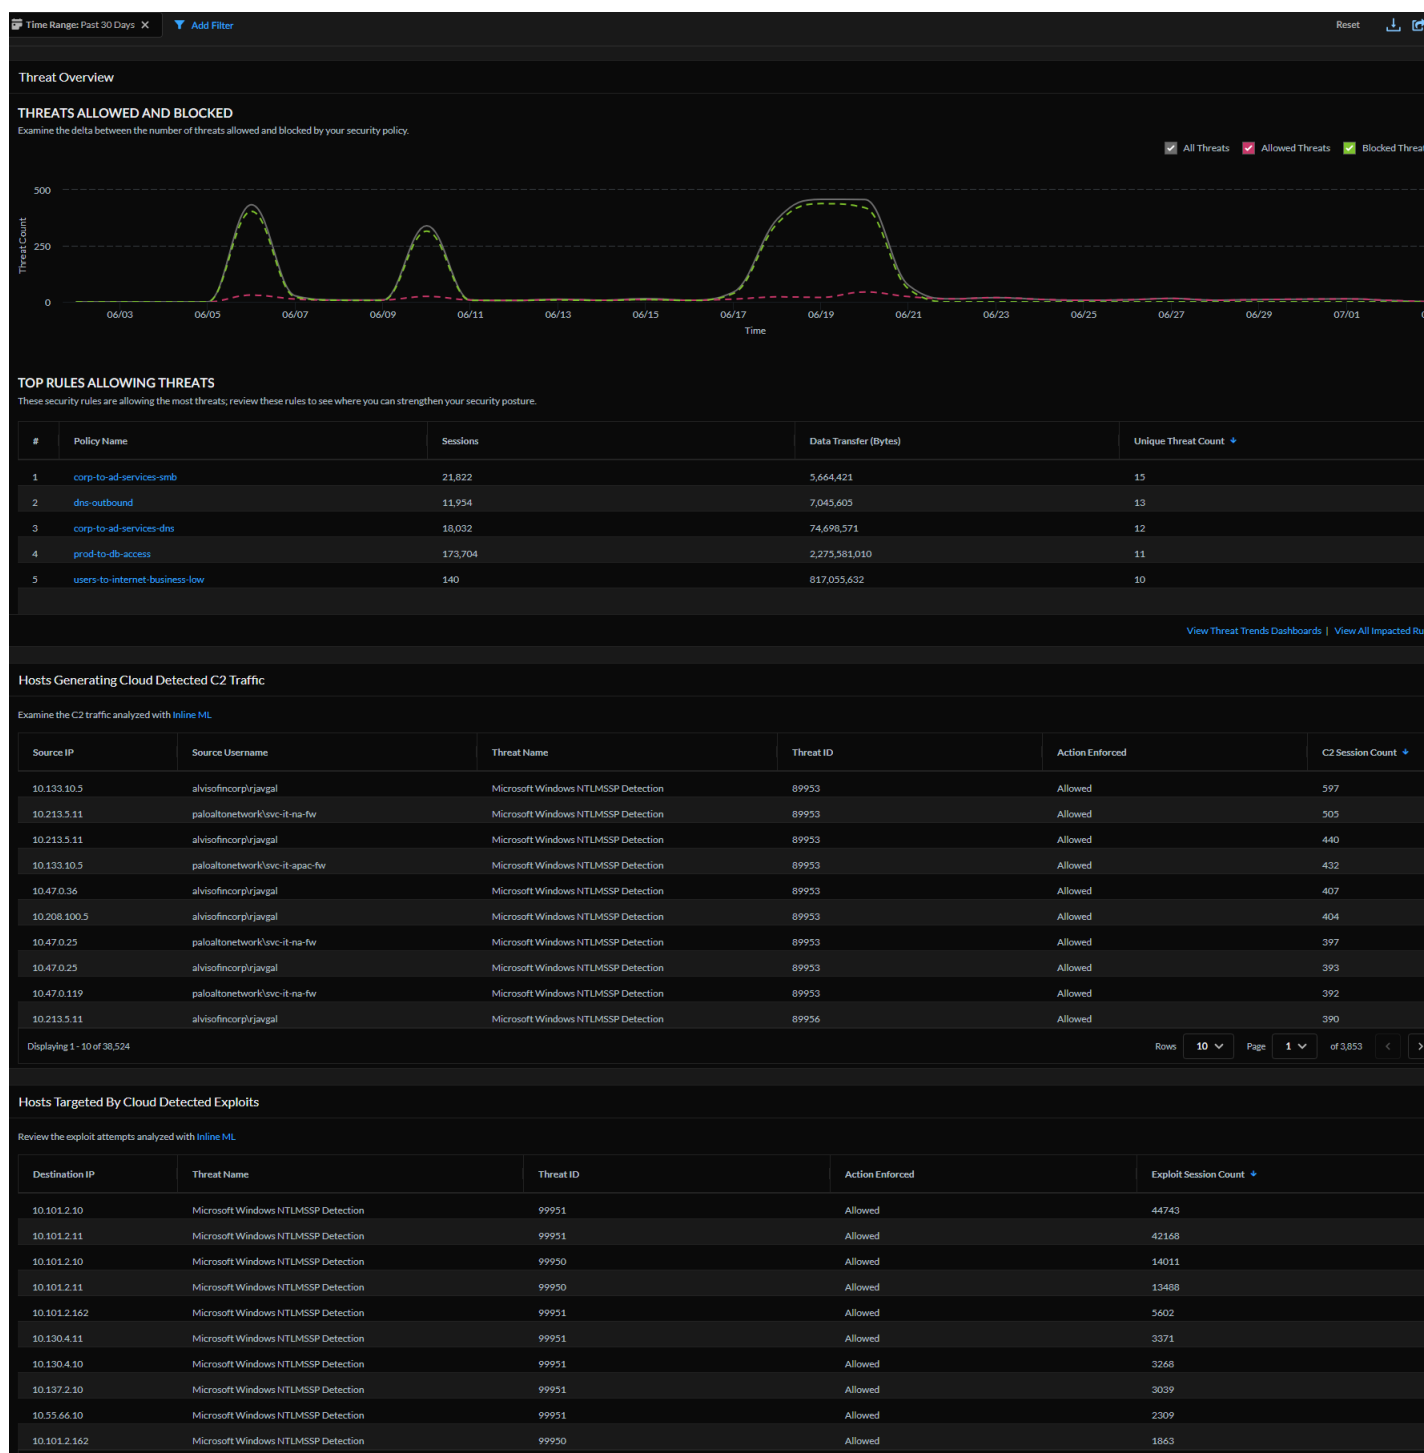 Time Range: Past 30 Days X Add Filter Reset
Threat Overview
THREATS ALLOWED AND BLOCKED
Examine the delta between the number of threats allowed and blocked by your security policy.
All Threats Allowed Threats Blocked Threat
500
250
0
Threat Count
06/03 06/05 06/07 06/09 06/11 06/13 06/15 06/17 06/19 06/21 06/23 06/25 06/27 06/29 07/01 0
Time
TOP RULES ALLOWING THREATS
These security rules are allowing the most threats; review these rules to see where you can strengthen your security posture.
# Policy Name Sessions Data Transfer (Bytes) Unique Threat Count
1 corp-to-ad-services-smb 21,822 5,664,421 15
2 dns-outbound 11,954 7,045,605 13
3 corp-to-ad-services-dns 18,032 74,698,571 12
4 prod-to-db-access 173,704 2,275,581,010 11
5 users-to-internet-business-low 140 817,055,632 10
View Threat Trends Dashboards | View All Impacted Ru
Hosts Generating Cloud Detected C2 Traffic
Examine the C2 traffic analyzed with Inline ML
Source IP Source Username Threat Name Threat ID Action Enforced C2 Session Count
10.133.10.5 alvisofincorp\rjavgal Microsoft Windows NTLMSSP Detection 89953 Allowed 597
10.213.5.11 paloaltonetwork\svc-it-na-fw Microsoft Windows NTLMSSP Detection 89953 Allowed 505
10.213.5.11 alvisofincorp\rjavgal Microsoft Windows NTLMSSP Detection 89953 Allowed 440
10.133.10.5 paloaltonetwork\svc-it-apac-fw Microsoft Windows NTLMSSP Detection 89953 Allowed 432
10.47.0.36 alvisofincorp\rjavgal Microsoft Windows NTLMSSP Detection 89953 Allowed 407
10.208.100.5 alvisofincorp\rjavgal Microsoft Windows NTLMSSP Detection 89953 Allowed 404
10.47.0.25 paloaltonetwork\svc-it-na-fw Microsoft Windows NTLMSSP Detection 89953 Allowed 397
10.47.0.25 alvisofincorp\rjavgal Microsoft Windows NTLMSSP Detection 89953 Allowed 393
10.47.0.119 paloaltonetwork\svc-it-na-fw Microsoft Windows NTLMSSP Detection 89953 Allowed 392
10.213.5.11 alvisofincorp\rjavgal Microsoft Windows NTLMSSP Detection 89956 Allowed 390
Displaying 1 - 10 of 38,524 Rows 10 Page 1 of 3,853
Hosts Targeted By Cloud Detected Exploits
Review the exploit attempts analyzed with Inline ML
Destination IP Threat Name Threat ID Action Enforced Exploit Session Count
10.101.2.10 Microsoft Windows NTLMSSP Detection 99951 Allowed 44743
10.101.2.11 Microsoft Windows NTLMSSP Detection 99951 Allowed 42168
10.101.2.10 Microsoft Windows NTLMSSP Detection 99950 Allowed 14011
10.101.2.11 Microsoft Windows NTLMSSP Detection 99950 Allowed 13488
10.101.2.162 Microsoft Windows NTLMSSP Detection 99951 Allowed 5602
10.130.4.11 Microsoft Windows NTLMSSP Detection 99951 Allowed 3371
10.130.4.10 Microsoft Windows NTLMSSP Detection 99951 Allowed 3268
10.137.2.10 Microsoft Windows NTLMSSP Detection 99951 Allowed 3039
10.55.66.10 Microsoft Windows NTLMSSP Detection 99951 Allowed 2309
10.101.2.162 Microsoft Windows NTLMSSP Detection 99950 Allowed 1863